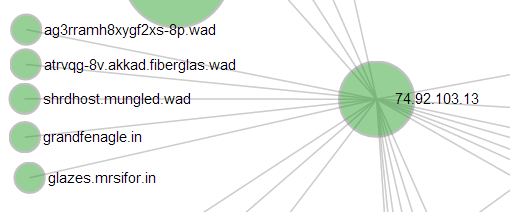 ag3rramh8xygf2xs-8p.wad
atrvqg-8v.akkad.fiberglas.wad
shrdhost.mungled.wad
74.92.103.13
grandfenagle.in
glazes.mrsifor.in